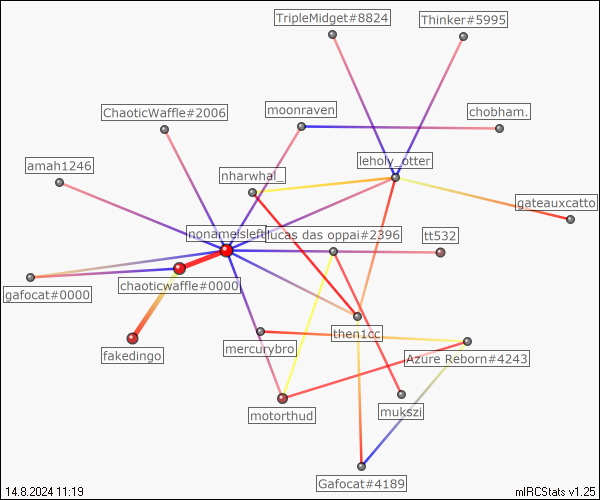 TripleMidget#8824
Thinker#5995
ChaoticWaffle#2006
moonraven
chobham.
leholy_otter
amah1246
nharwhal_
gateauxcatto
nonameisleft
lucas das oppai#2396
tt532
gafocat#0000
chaoticwaffle#0000
then1cc
mercurybro
fakedingo
Azure Reborn#4243
motorthud
mukszi
Gafocat#4189
14.8.2024 11:19
mIRCStats v1.25